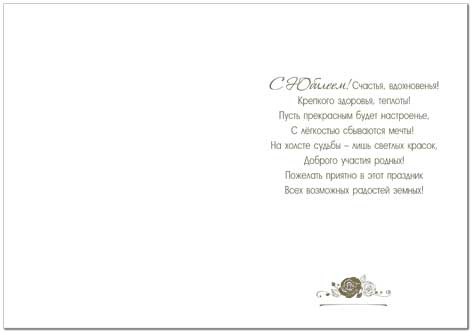 С Юбилеем! Счастья, вдохновенья!
Крепкого здоровья, теплоты!
Пусть прекрасным будет настроенье,
С лёгкостью сбываются мечты!
На холсте судьбы – лишь светлых красок,
Доброго участия родных!
Пожелать приятно в этот праздник
Всех возможных радостей земных!